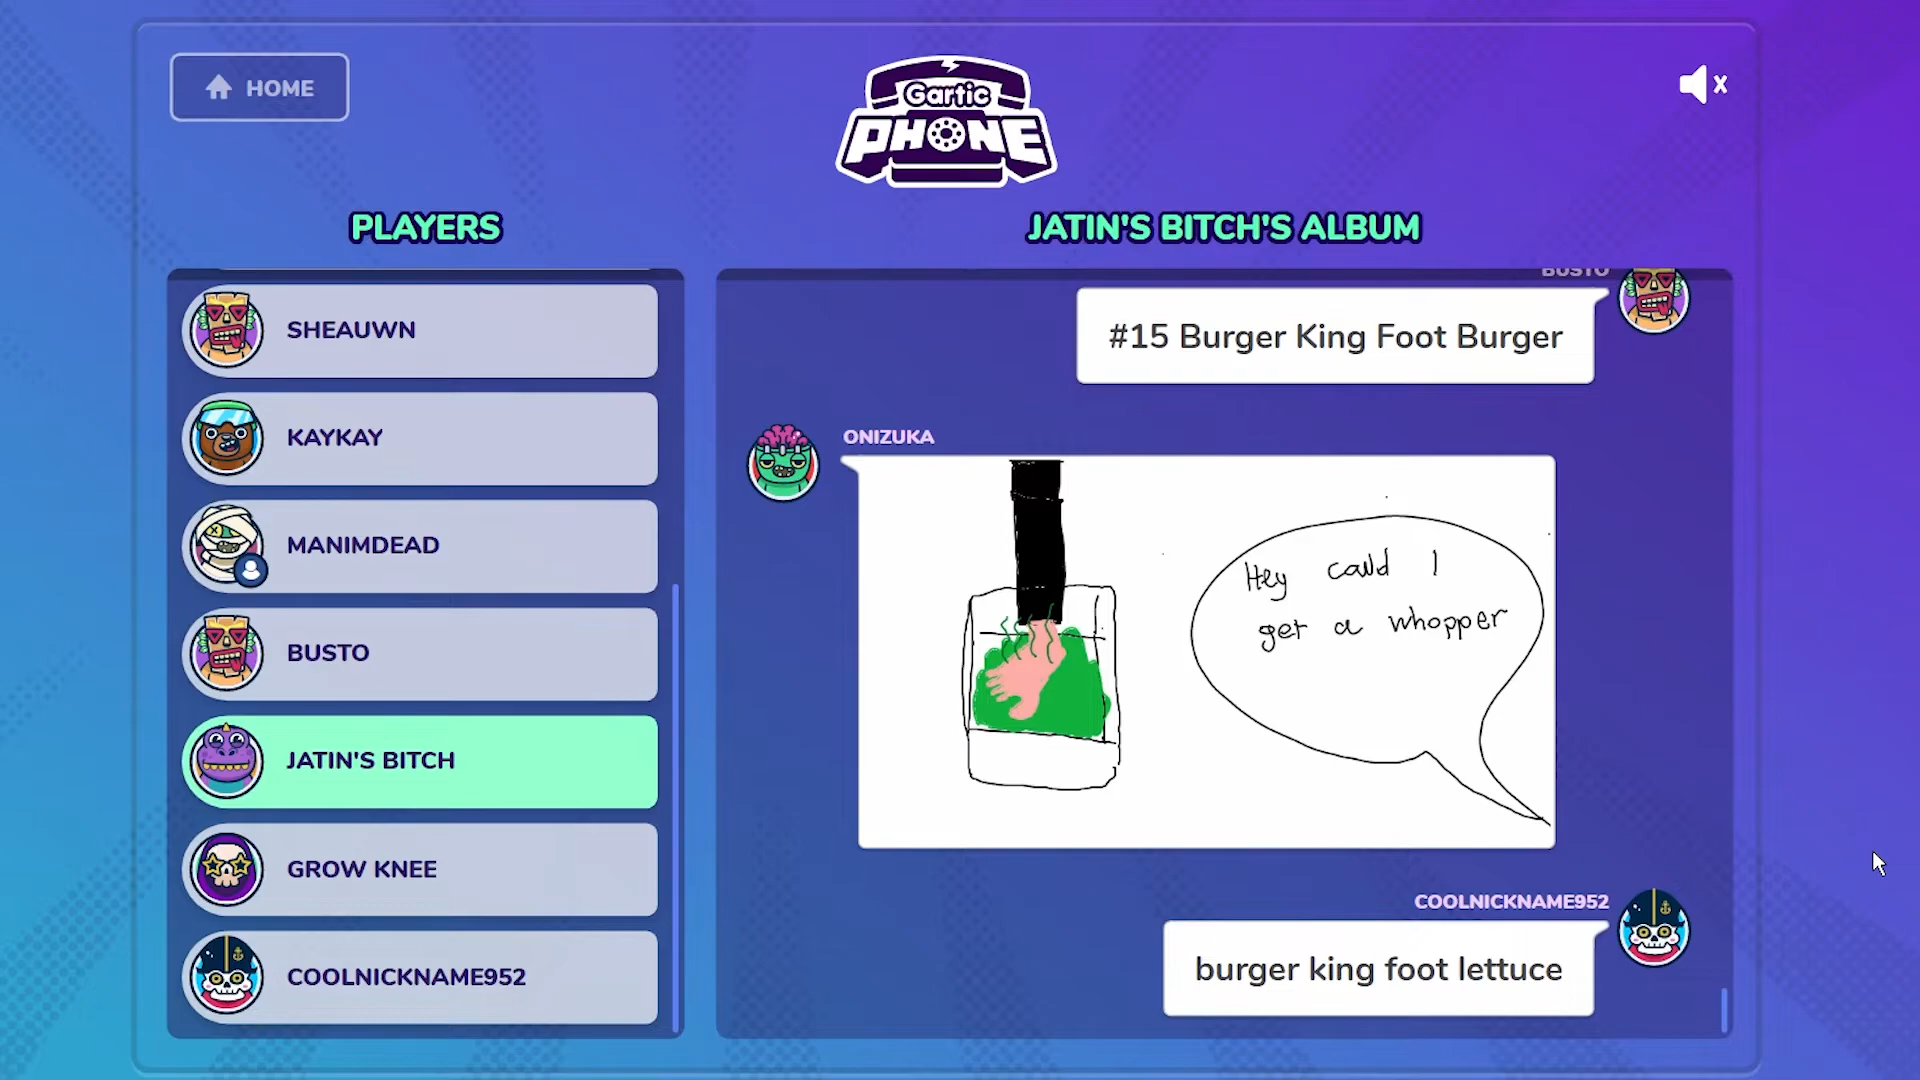 HOME
Gartic
PHONE
x
PLAYERS
JATIN'S BITCH'S ALBUM
SHEAUWN
KAYKAY
MANIMDEAD
BUSTO
JATIN'S BITCH
GROW KNEE
COOLNICKNAME952
BUSTO
#15 Burger King Foot Burger
ONIZUKA
Hey could I
get a whopper
COOLNICKNAME952
burger king foot lettuce